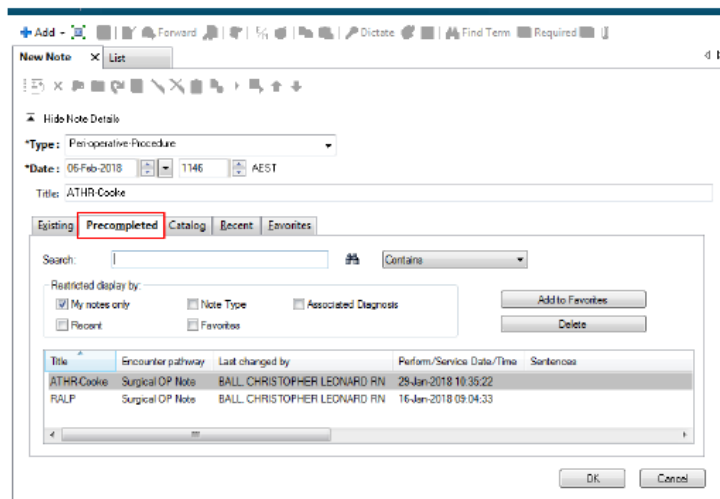 Add Forward Dictate Find Term Required
New Note X List
Hide Note Details
*Type: Peri-operative-Procedure
*Date: 06-Feb-2018 1146 AEST
Title: ATHR-Cooke
Existing Precompleted Catalog Recent Favorites
Search: Contains
Restricted display by:
My notes only Note Type Associated Diagnosis Add to Favorites
Recent Favorites Delete
Title Encounter pathway Last changed by Perform/Service Date/Time Sentences
ATHR-Cooke Surgical OP Note BALL, CHRISTOPHER LEONARD RN 29-Jan-2018 10:35:22
RALP Surgical OP Note BALL, CHRISTOPHER LEONARD RN 16-Jan-2018 09:04:33
OK Cancel